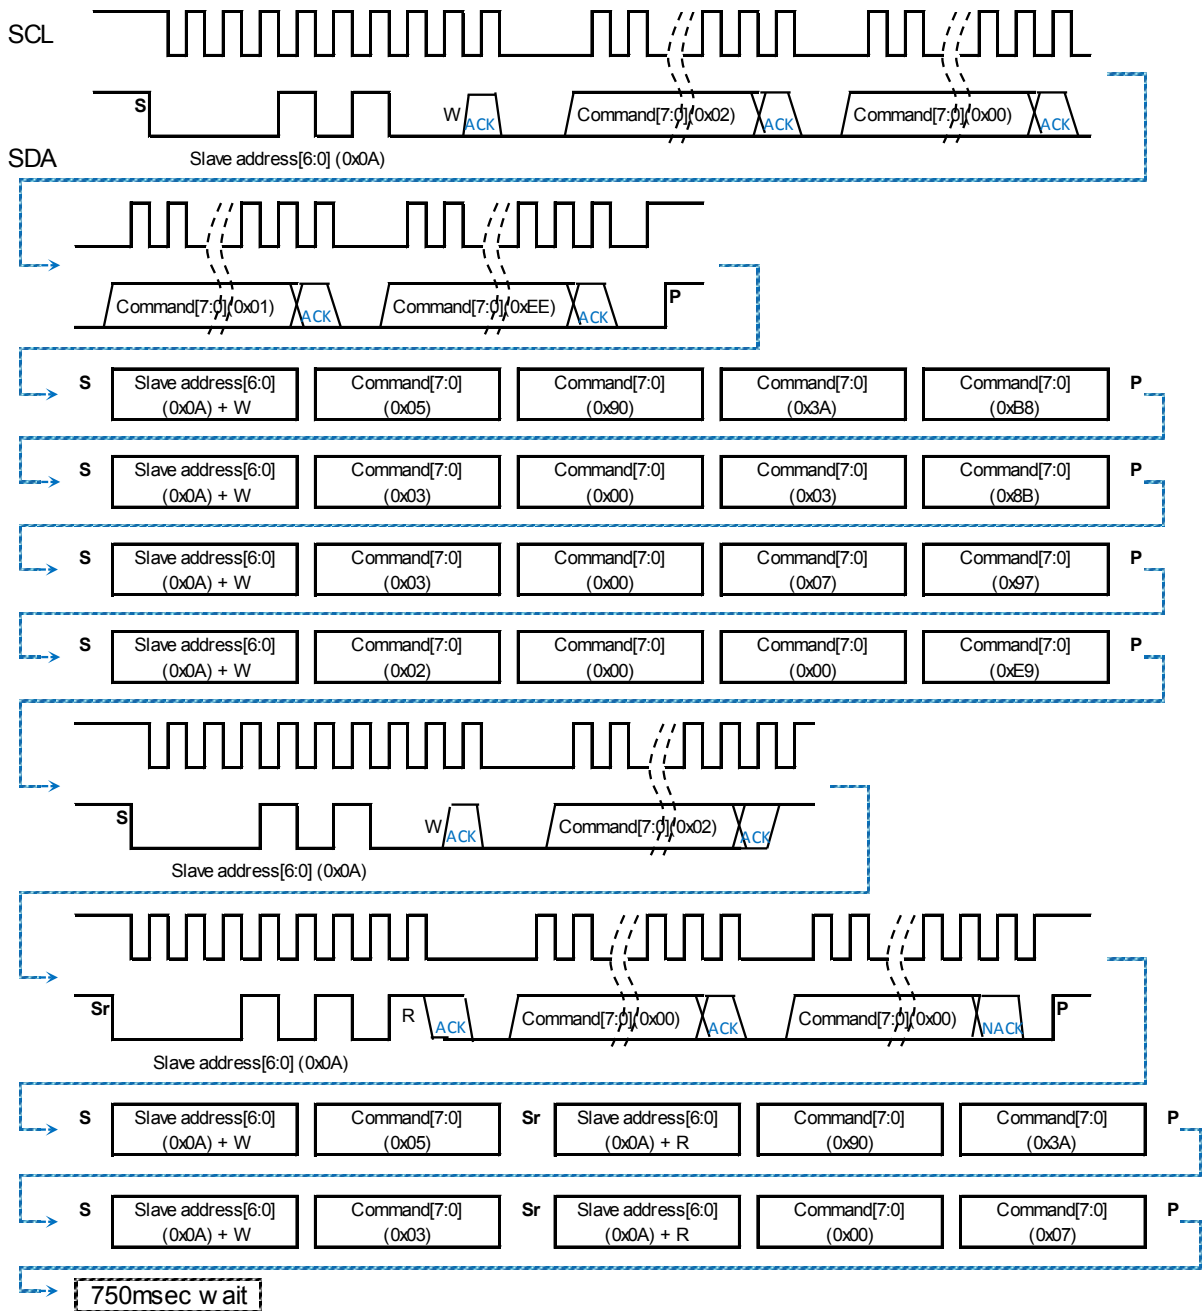 SCL
S
W
ACK
Command[7:0] (0x02)
ACK
Command[7:0] (0x00)
ACK
SDA
Slave address[6:0] (0x0A)
Command[7:0] (0x01)
ACK
Command[7:0] (0xEE)
ACK
P
S
Slave address[6:0]
(0x0A) + W
Command[7:0]
(0x05)
Command[7:0]
(0x90)
Command[7:0]
(0x3A)
Command[7:0]
(0xB8)
P
S
Slave address[6:0]
(0x0A) + W
Command[7:0]
(0x03)
Command[7:0]
(0x00)
Command[7:0]
(0x03)
Command[7:0]
(0x8B)
P
S
Slave address[6:0]
(0x0A) + W
Command[7:0]
(0x03)
Command[7:0]
(0x00)
Command[7:0]
(0x07)
Command[7:0]
(0x97)
P
S
Slave address[6:0]
(0x0A) + W
Command[7:0]
(0x02)
Command[7:0]
(0x00)
Command[7:0]
(0x00)
Command[7:0]
(0xE9)
P
S
W
ACK
Command[7:0] (0x02)
ACK
Slave address[6:0] (0x0A)
Sr
R
ACK
Command[7:0] (0x00)
ACK
Command[7:0] (0x00)
NACK
P
Slave address[6:0] (0x0A)
S
Slave address[6:0]
(0x0A) + W
Command[7:0]
(0x05)
Sr
Slave address[6:0]
(0x0A) + R
Command[7:0]
(0x90)
Command[7:0]
(0x3A)
P
S
Slave address[6:0]
(0x0A) + W
Command[7:0]
(0x03)
Sr
Slave address[6:0]
(0x0A) + R
Command[7:0]
(0x00)
Command[7:0]
(0x07)
P
750msec wait